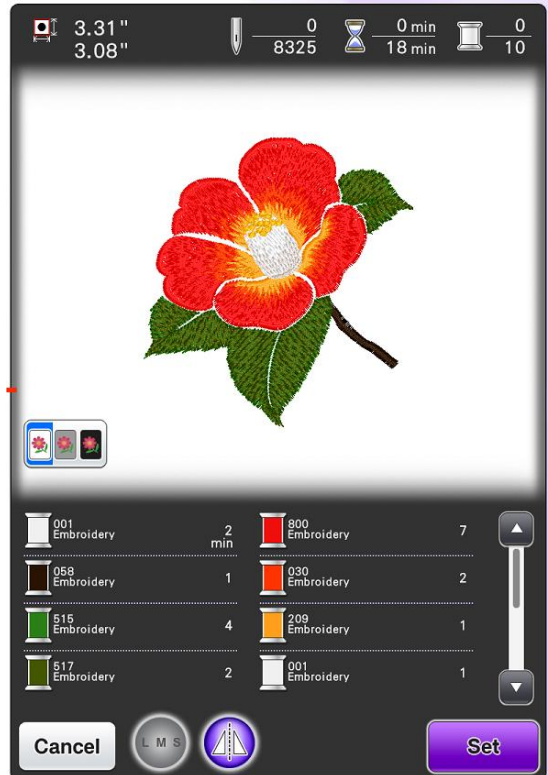 3.31"
3.08"
0
8325
0 min
18 min
0
10
001
Embroidery
2
min
058
Embroidery
1
515
Embroidery
4
517
Embroidery
2
800
Embroidery
7
030
Embroidery
2
209
Embroidery
1
001
Embroidery
1
Cancel
L M S
Set